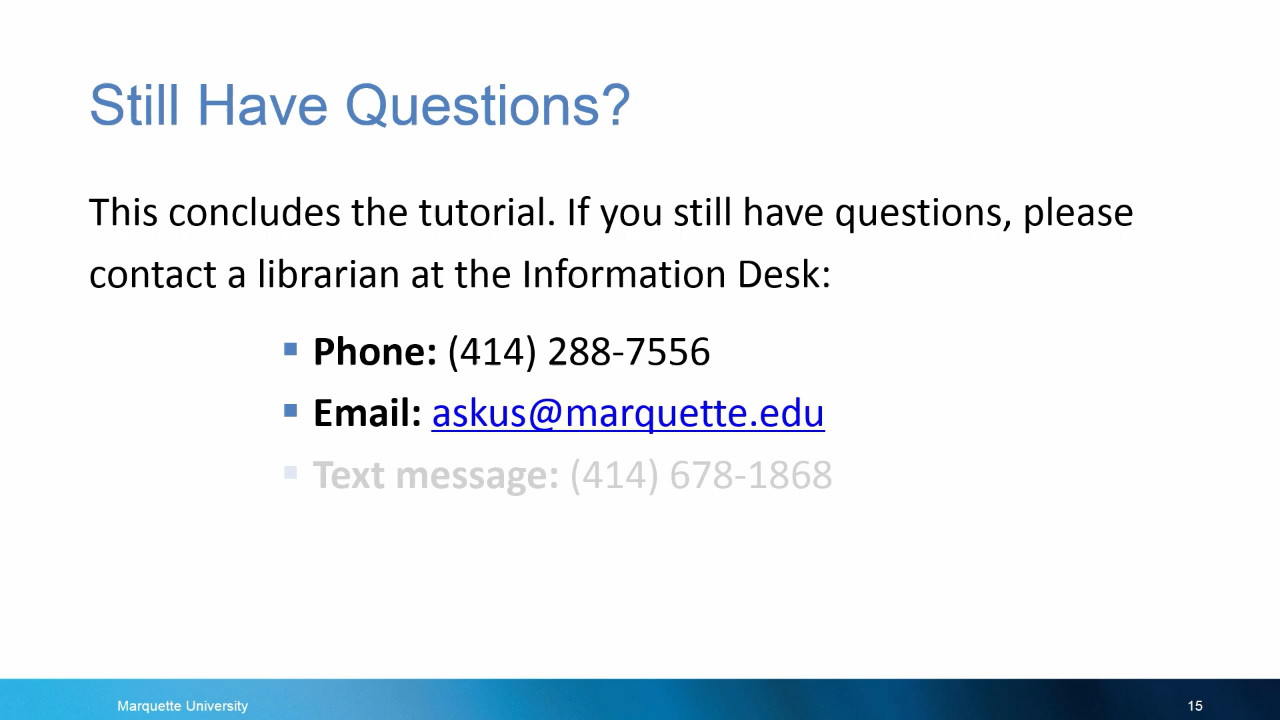 Still Have Questions?
This concludes the tutorial. If you still have questions, please
contact a librarian at the Information Desk:
▪ Phone: (414) 288-7556
▪ Email: askus@marquette.edu
▪ Text message: (414) 678-1868
Marquette University
15